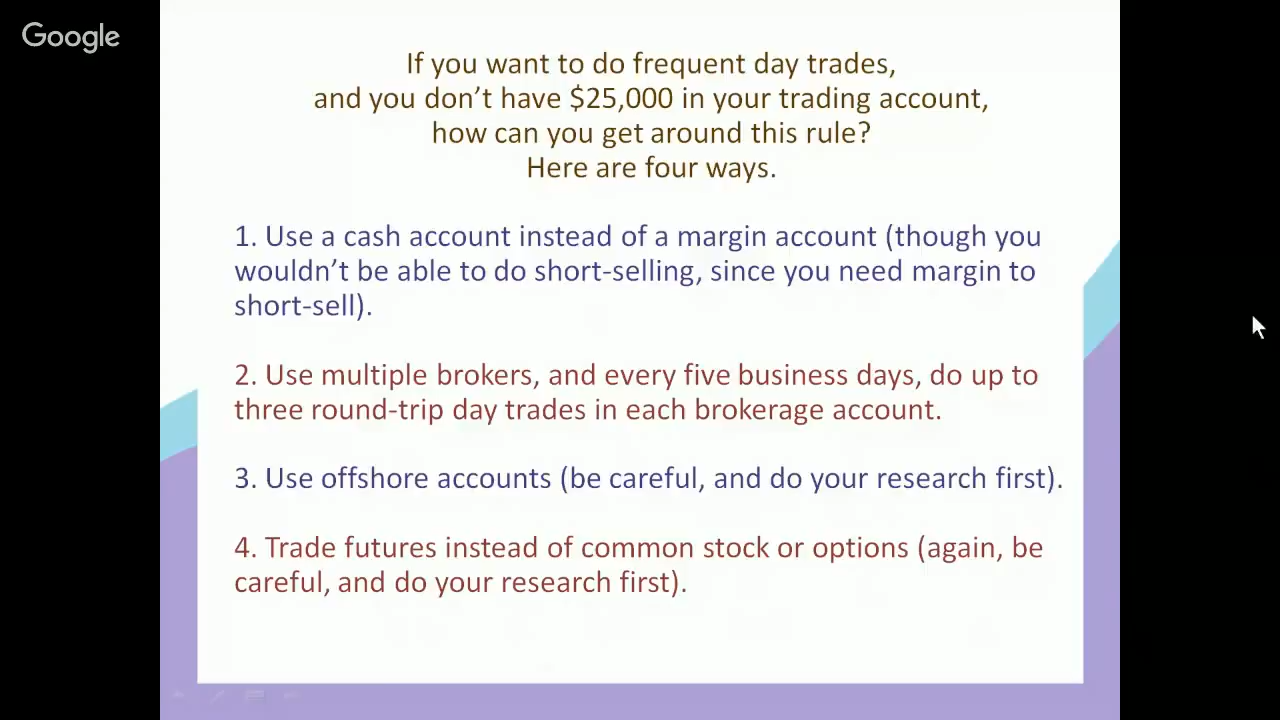 Google
If you want to do frequent day trades,
and you don’t have $25,000 in your trading account,
how can you get around this rule?
Here are four ways.
1. Use a cash account instead of a margin account (though you
wouldn’t be able to do short-selling, since you need margin to
short-sell).
2. Use multiple brokers, and every five business days, do up to
three round-trip day trades in each brokerage account.
3. Use offshore accounts (be careful, and do your research first).
4. Trade futures instead of common stock or options (again, be
careful, and do your research first).